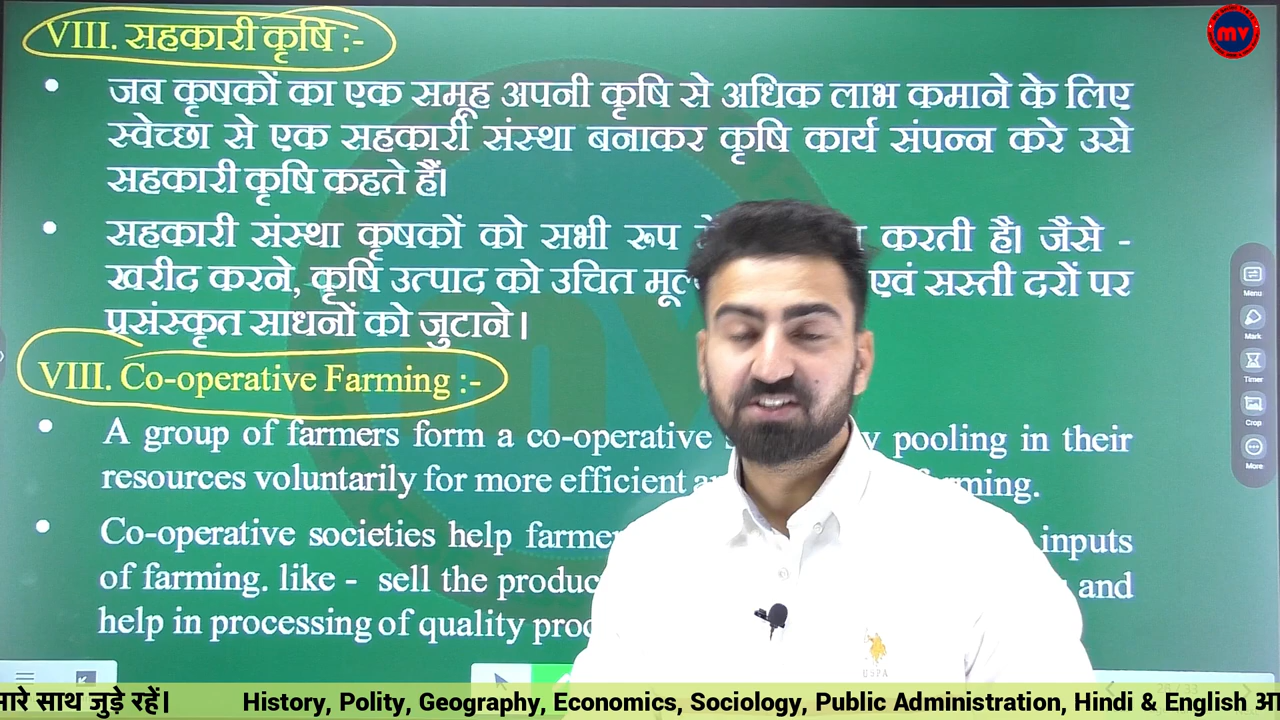 VIII. सहकारी कृषि :-
mv
• जब कृषकों का एक समूह अपनी कृषि से अधिक लाभ कमाने के लिए
स्वेच्छा से एक सहकारी संस्था बनाकर कृषि कार्य संपन्न करे उसे
सहकारी कृषि कहते हैं।
• सहकारी संस्था कृषकों को सभी रूप करती है। जैसे -
खरीद करने, कृषि उत्पाद को उचित एवं सस्ती दरों पर
प्रसंस्कृत साधनों को जुटाने।
VIII. Co-operative Farming :-
• A group of farmers form a co-operative pooling in their
resources voluntarily for more efficient
• Co-operative societies help inputs
of farming. like - sell the and
help in processing of quality
Menu
Mark
Timer
Crop
More
USPA
साथ जुड़े रहें। History, Polity, Geography, Economics, Sociology, Public Administration, Hindi & English